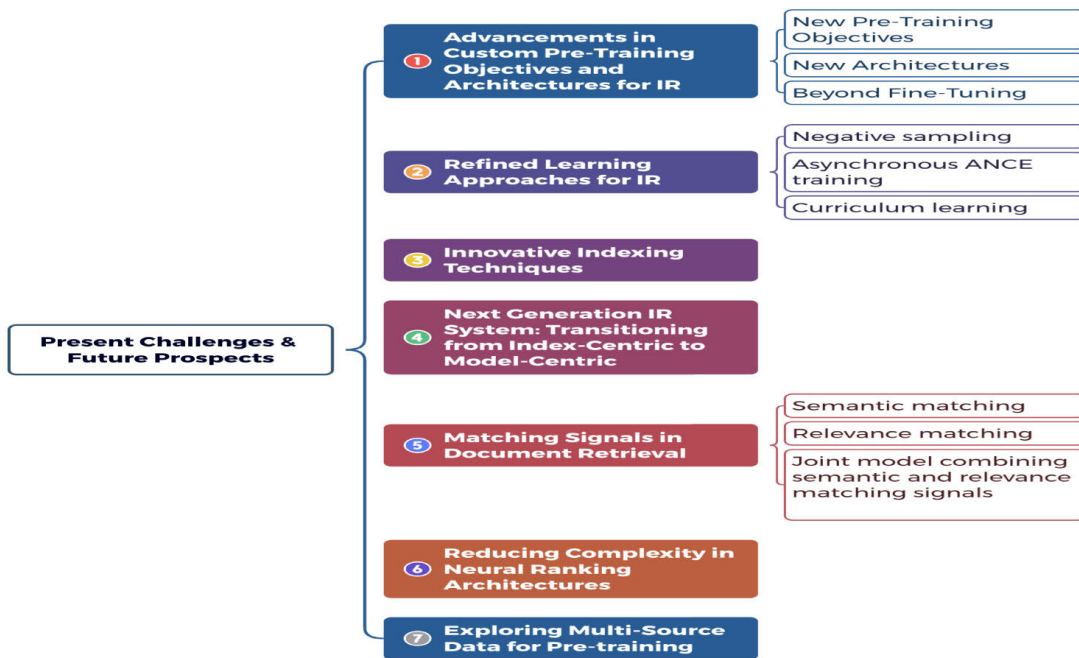 Present Challenges &
Future Prospects
1
Advancements in
Custom Pre-Training
Objectives and
Architectures for IR
New Pre-Training
Objectives
New Architectures
Beyond Fine-Tuning
2
Refined Learning
Approaches for IR
Negative sampling
Asynchronous ANCE
training
Curriculum learning
3
Innovative Indexing
Techniques
4
Next Generation IR
System: Transitioning
from Index-Centric to
Model-Centric
5
Matching Signals in
Document Retrieval
Semantic matching
Relevance matching
Joint model combining
semantic and relevance
matching signals
6
Reducing Complexity in
Neural Ranking
Architectures
7
Exploring Multi-Source
Data for Pre-training